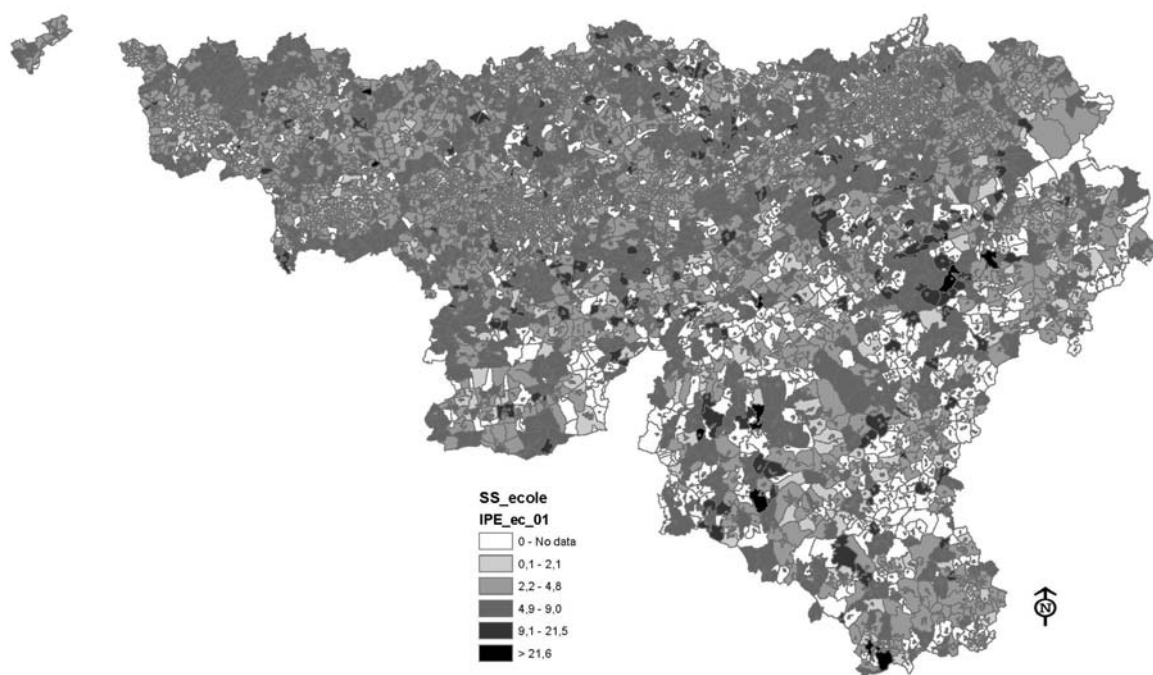 SS_ecole
IPE_ec_01
0 - No data
0,1 - 2,1
2,2 - 4,8
4,9 - 9,0
9,1 - 21,5
> 21,6
N